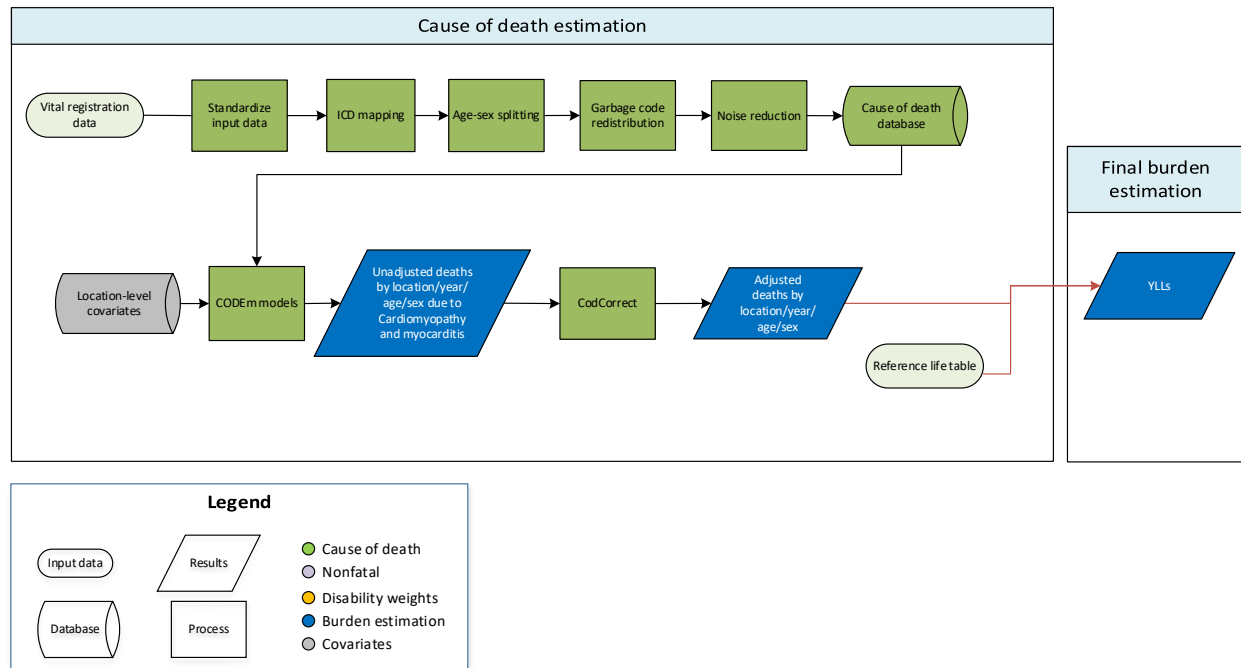 Cause of death estimation
Vital registration
data
Standardize
input data
ICD mapping
Age-sex splitting
Garbage code
redistribution
Noise reduction
Cause of death
database
Final burden
estimation
Location-level
covariates
CODEm models
Unadjusted deaths
by location/year/
age/sex due to
Cardiomyopathy
and myocarditis
CodCorrect
Adjusted
deaths by
location/year/
age/sex
YLLs
Reference life table
Legend
Input data
Results
Database
Process
Cause of death
Nonfatal
Disability weights
Burden estimation
Covariates